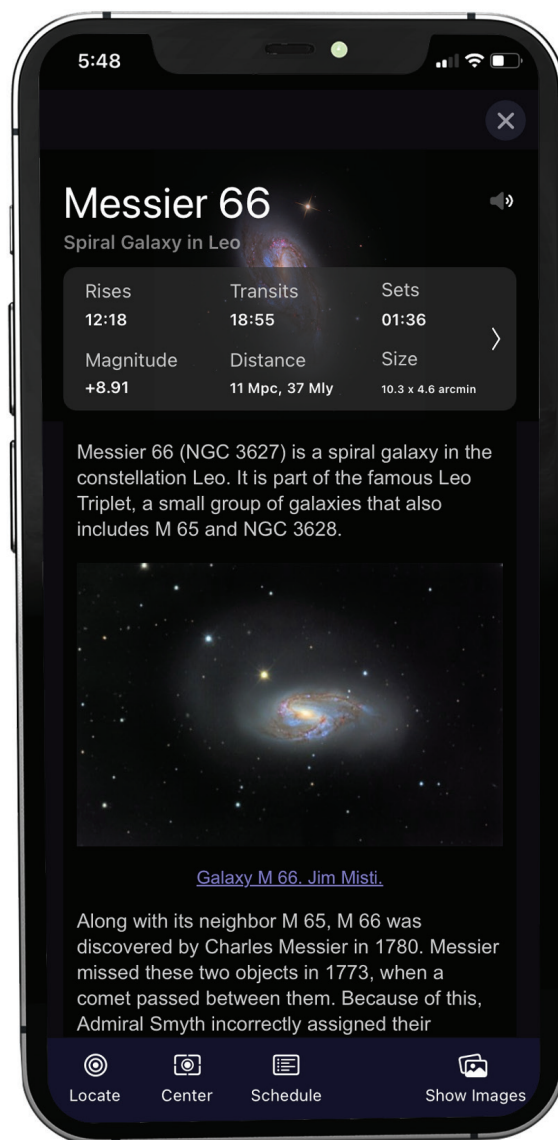 5:48
Messier 66
Spiral Galaxy in Leo
Rises Transits Sets
12:18 18:55 01:36
Magnitude Distance Size
+8.91 11 Mpc, 37 Mly 10.3 x 4.6 arcmin
Messier 66 (NGC 3627) is a spiral galaxy in the
constellation Leo. It is part of the famous Leo
Triplet, a small group of galaxies that also
includes M 65 and NGC 3628.
Galaxy M 66. Jim Misti.
Along with its neighbor M 65, M 66 was
discovered by Charles Messier in 1780. Messier
missed these two objects in 1773, when a
comet passed between them. Because of this,
Admiral Smyth incorrectly assigned their
Locate Center Schedule Show Images